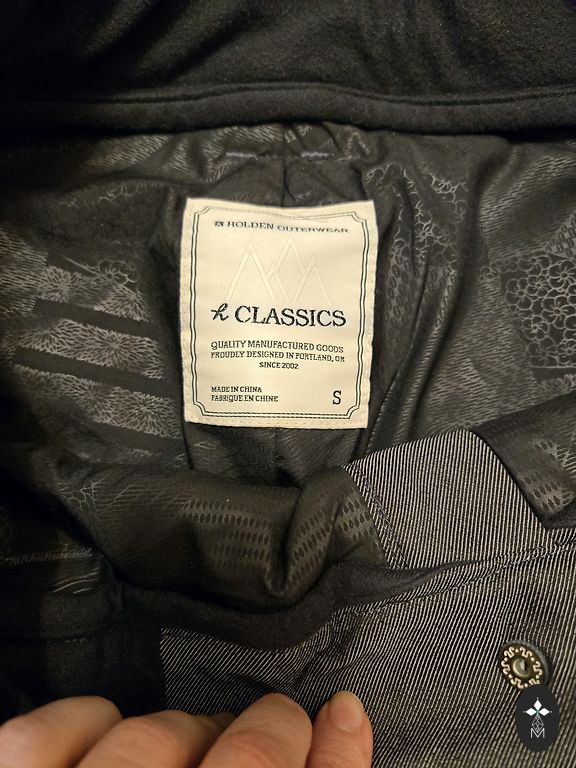 HOLDEN OUTERWEAR
h CLASSICS
QUALITY MANUFACTURED GOODS
PROUDLY DESIGNED IN PORTLAND, OR
SINCE 2002
MADE IN CHINA
FABRIQUE EN CHINE
S